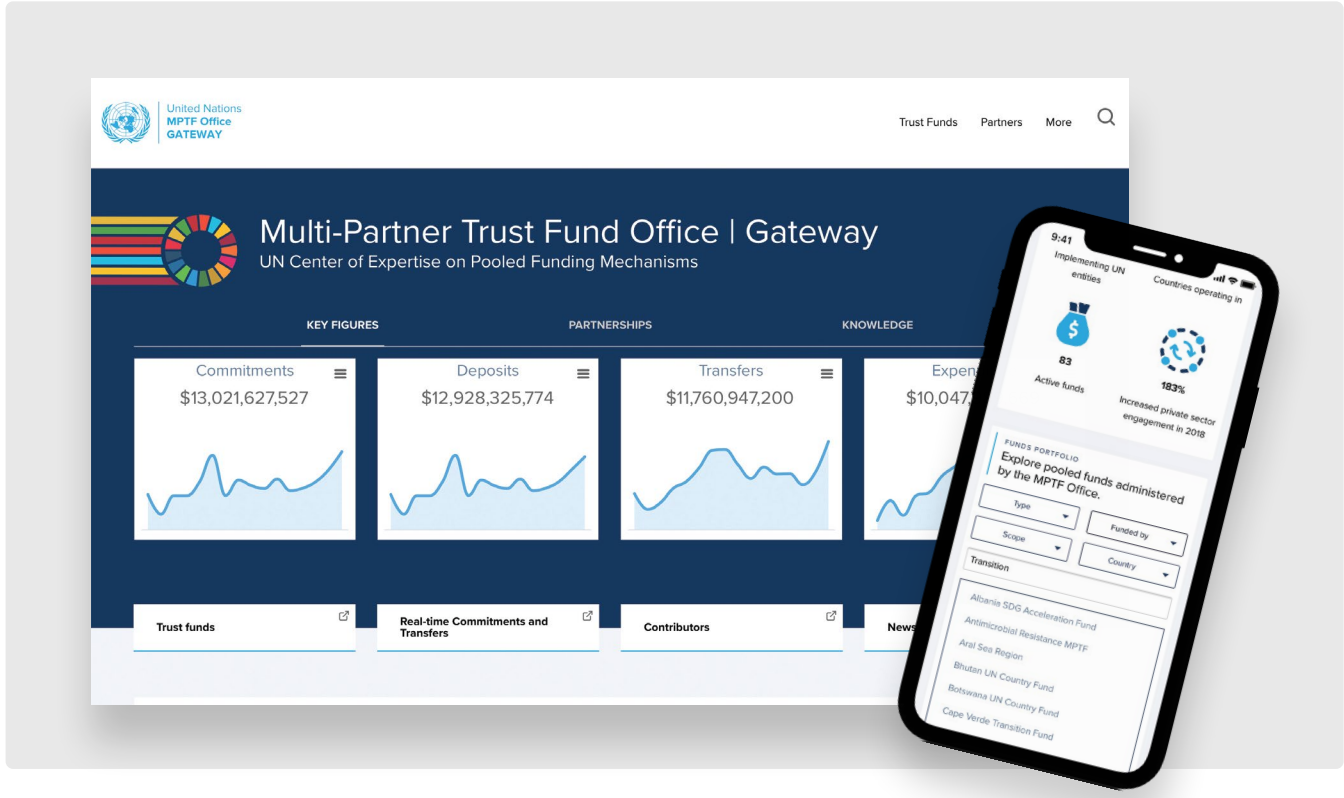 United Nations
MPTF Office
GATEWAY
Trust Funds
Partners
More
Multi-Partner Trust Fund Office | Gateway
UN Center of Expertise on Pooled Funding Mechanisms
KEY FIGURES
PARTNERSHIPS
KNOWLEDGE
Commitments
$13,021,627,527
Deposits
$12,928,325,774
Transfers
$11,760,947,200
Expen
$10,047,
Trust funds
Real-time Commitments and
Transfers
Contributors
News
9:41
Implementing UN
entities
Countries operating in
$
83
Active funds
183%
Increased private sector
engagement in 2018
FUNDS PORTFOLIO
Explore pooled funds administered
by the MPTF Office.
Type
Funded by
Scope
Country
Transition
Albania SDG Acceleration Fund
Antimicrobial Resistance MPTF
Aral Sea Region
Bhutan UN Country Fund
Botswana UN Country Fund
Cape Verde Transition Fund